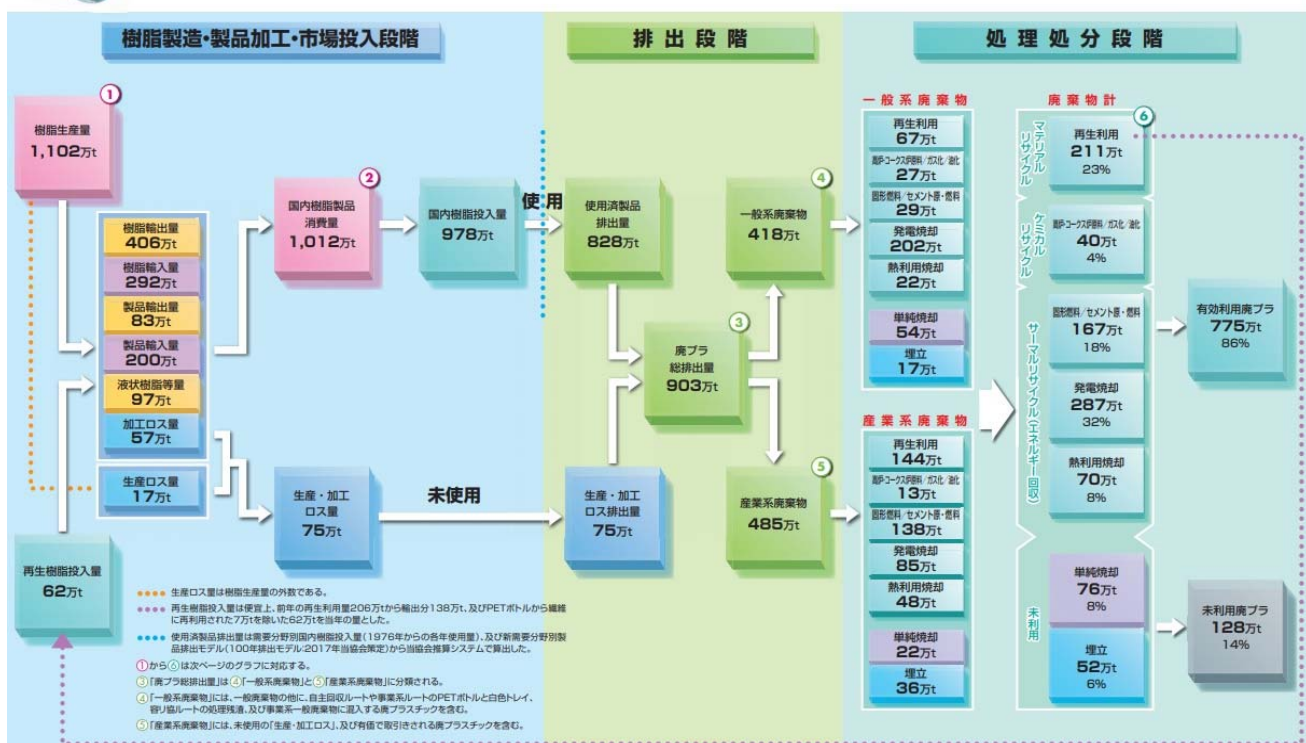 樹脂製造・製品加工・市場投入段階
排出段階
処理処分段階
①
樹脂生産量
1,102万t
樹脂輸出量
406万t
樹脂輸入量
292万t
製品輸出量
83万t
製品輸入量
200万t
液状樹脂等量
97万t
加工ロス量
57万t
生産ロス量
17万t
再生樹脂投入量
62万t
②
国内樹脂製品
消費量
1,012万t
国内樹脂投入量
978万t
使用
生産・加工
ロス量
75万t
未使用
使用済製品
排出量
828万t
③
廃プラ
総排出量
903万t
生産・加工
ロス排出量
75万t
④
一般系廃棄物
418万t
⑤
産業系廃棄物
485万t
一般系廃棄物
再生利用
67万t
高炉・コークス炉原料/ガス化/油化
27万t
固形燃料/セメント原・燃料
29万t
発電焼却
202万t
熱利用焼却
22万t
単純焼却
54万t
埋立
17万t
産業系廃棄物
再生利用
144万t
高炉・コークス炉原料/ガス化/油化
13万t
固形燃料/セメント原・燃料
138万t
発電焼却
85万t
熱利用焼却
48万t
単純焼却
22万t
埋立
36万t
廃棄物計
⑥
マテリアル
リサイクル
再生利用
211万t
23%
ケミカル
リサイクル
高炉・コークス炉原料/ガス化/油化
40万t
4%
サーマルリサイクル(エネルギー回収)
固形燃料/セメント原・燃料
167万t
18%
発電焼却
287万t
32%
熱利用焼却
70万t
8%
未利用
単純焼却
76万t
8%
埋立
52万t
6%
有効利用廃プラ
775万t
86%
未利用廃プラ
128万t
14%
生産ロス量は樹脂生産量の外数である。
再生樹脂投入量は便宜上、前年の再生利用量206万tから輸出分138万t、及びPETボトルから繊維
に再利用された7万tを除いた62万tを当年の量とした。
使用済製品排出量は需要分野別国内樹脂投入量(1976年からの各年使用量)、及び新需要分野別製
品排出モデル(100年排出モデル:2017年当協会策定)から当協会推算システムで算出した。
①から⑥は次ページのグラフに対応する。
③「廃プラ総排出量」は④「一般系廃棄物」と⑤「産業系廃棄物」に分類される。
④「一般系廃棄物」には、一般廃棄物の他に、自主回収ルートや事業系ルートのPETボトルと白色トレイ、
容リ協ルートの処理残渣、及び事業系一般廃棄物に混入する廃プラスチックを含む。
⑤「産業系廃棄物」には、未使用の「生産・加工ロス」、及び有価で取引きされる廃プラスチックを含む。